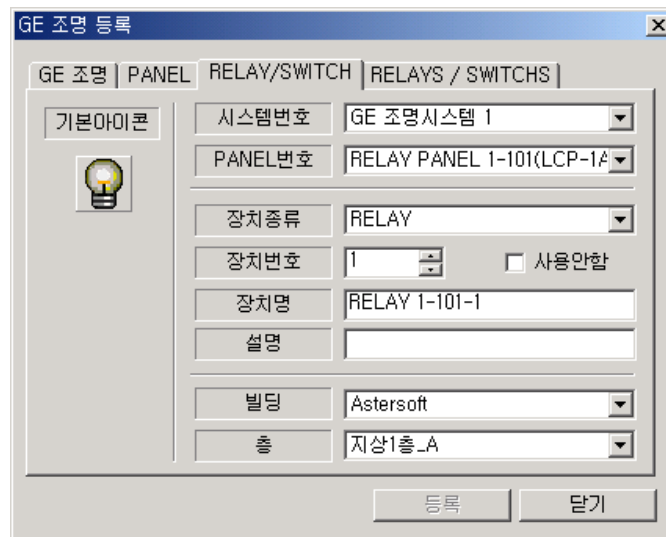 GE 조명 등록
GE 조명 PANEL RELAY/SWITCH RELAYS / SWITCHS
기본아이콘
시스템번호 GE 조명시스템 1
PANEL번호 RELAY PANEL 1-101(LCP-1A
장치종류 RELAY
장치번호 1 사용안함
장치명 RELAY 1-101-1
설명
빌딩 Astersoft
층 지상1층_A
등록 닫기